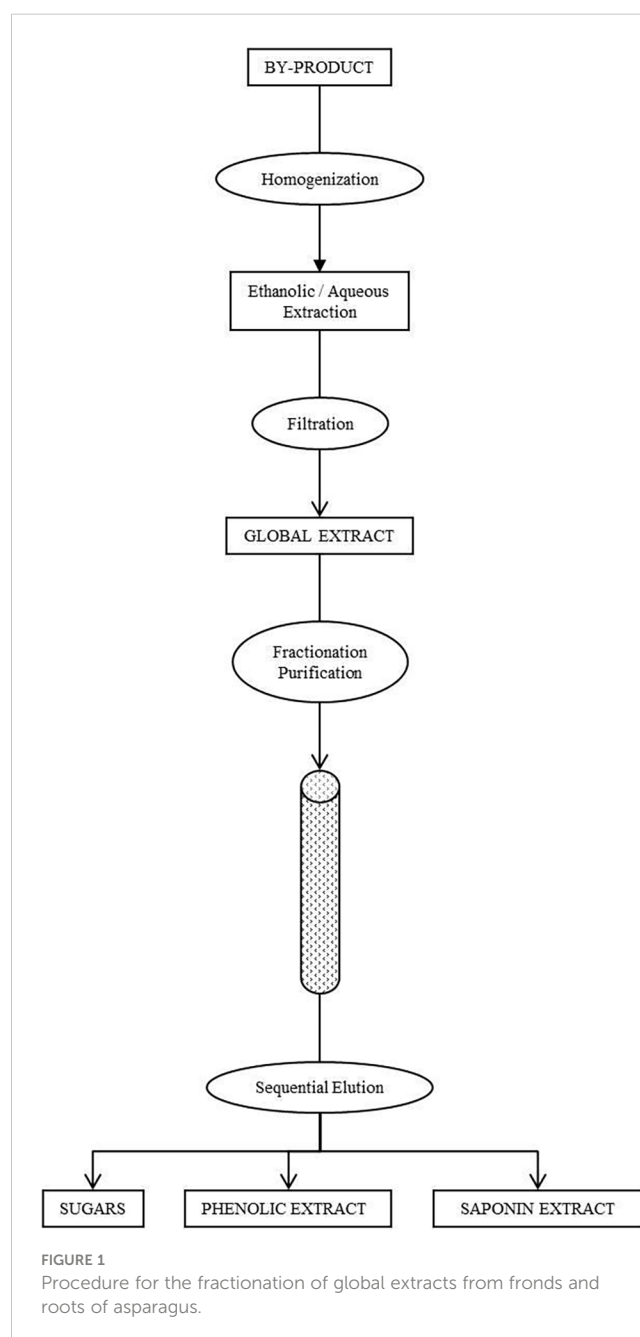 BY-PRODUCT
Homogenization
Ethanolic / Aqueous
Extraction
Filtration
GLOBAL EXTRACT
Fractionation
Purification
Sequential Elution
SUGARS
PHENOLIC EXTRACT
SAPONIN EXTRACT
FIGURE 1
Procedure for the fractionation of global extracts from fronds and
roots of asparagus.